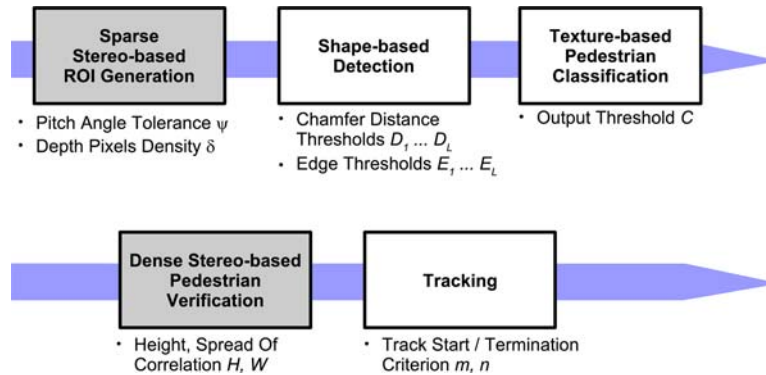 Sparse
Stereo-based
ROI Generation
Shape-based
Detection
Texture-based
Pedestrian
Classification
• Pitch Angle Tolerance ψ
• Depth Pixels Density δ
• Chamfer Distance
Thresholds D₁ ... D_L
• Edge Thresholds E₁ ... E_L
• Output Threshold C
Dense Stereo-based
Pedestrian
Verification
Tracking
• Height, Spread Of
Correlation H, W
• Track Start / Termination
Criterion m, n